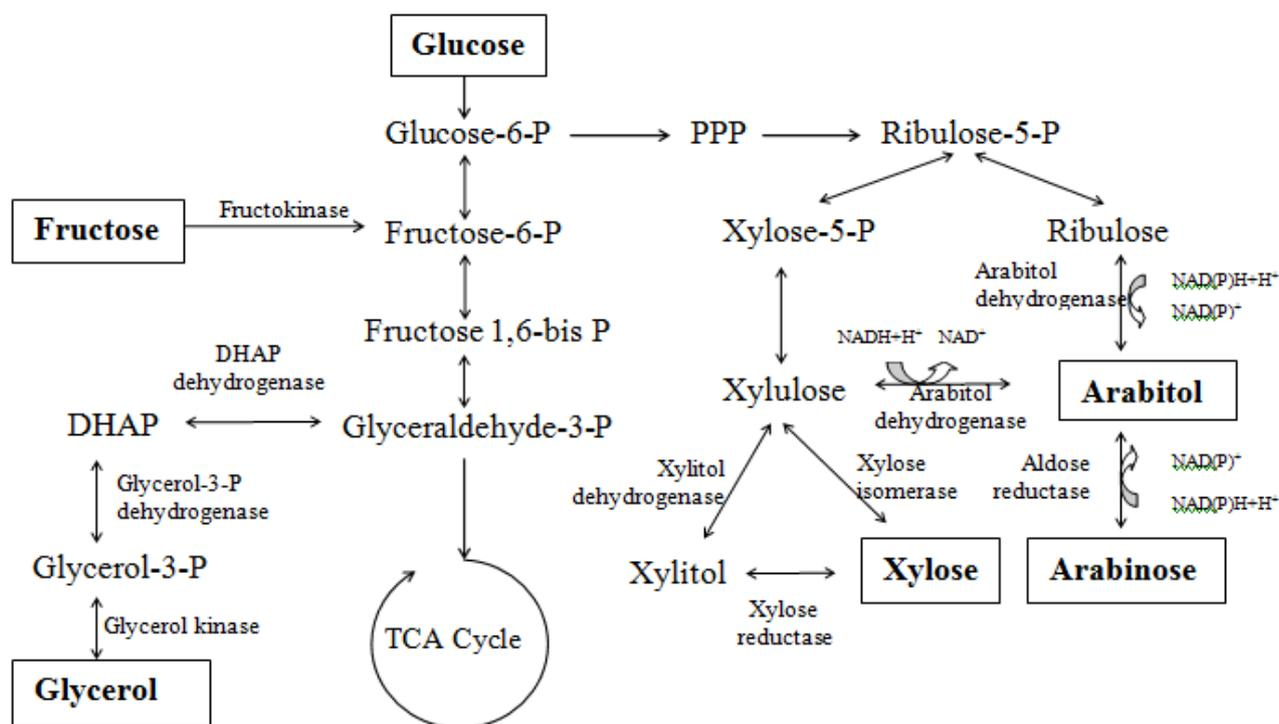 Glucose
Glucose-6-P
PPP
Ribulose-5-P
Fructose
Fructokinase
Fructose-6-P
Xylose-5-P
Ribulose
Arabitol
dehydrogenase
NAD(P)H+H⁺
NAD(P)⁺
Fructose 1,6-bis P
NADH+H⁺
NAD⁺
DHAP
dehydrogenase
Xylulose
Arabitol
dehydrogenase
Arabitol
DHAP
Glyceraldehyde-3-P
Xylitol
dehydrogenase
Xylose
isomerase
Aldose
reductase
NAD(P)⁺
NAD(P)H+H⁺
Glycerol-3-P
dehydrogenase
Glycerol-3-P
Xylitol
Xylose
Arabinose
Xylose
reductase
Glycerol kinase
TCA Cycle
Glycerol